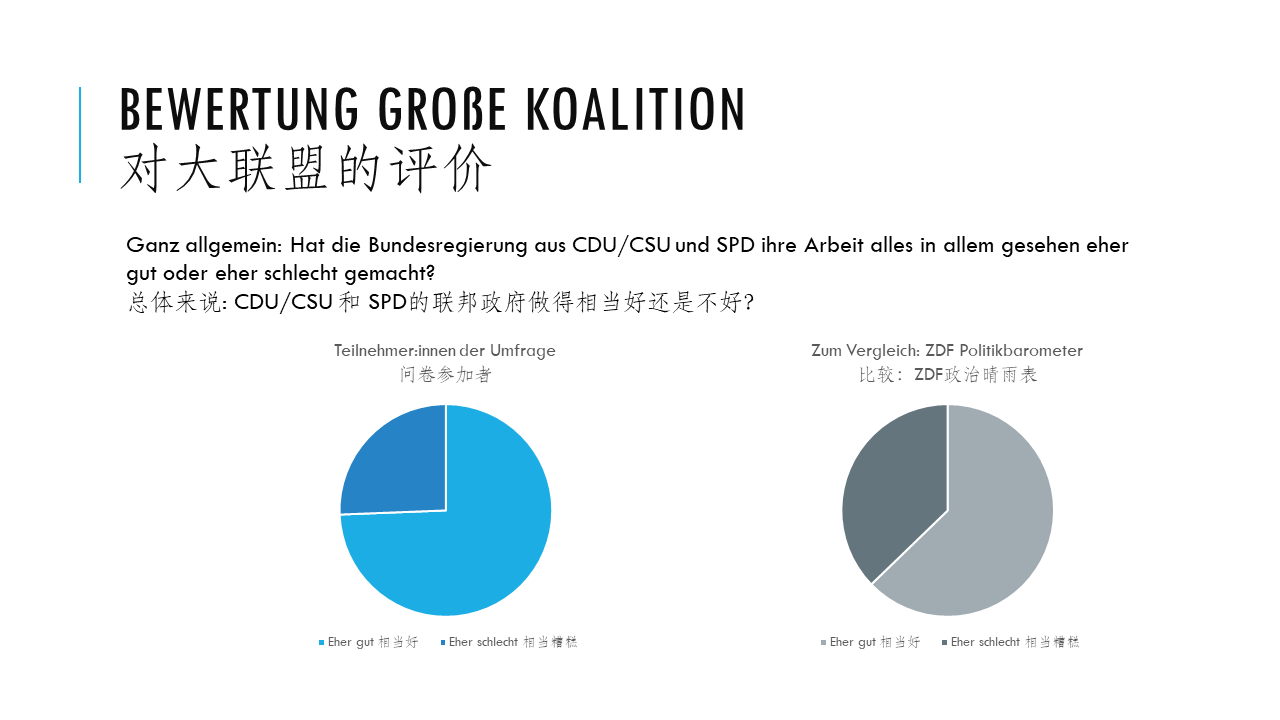 BEWERTUNG GROßE KOALITION
对大联盟的评价
Ganz allgemein: Hat die Bundesregierung aus CDU/CSU und SPD ihre Arbeit alles in allem gesehen eher
gut oder eher schlecht gemacht?
总体来说: CDU/CSU 和 SPD的联邦政府做得相当好还是不好?
Teilnehmer:innen der Umfrage
问卷参加者
Eher gut 相当好 Eher schlecht 相当糟糕
Zum Vergleich: ZDF Politikbarometer
比较：ZDF政治晴雨表
Eher gut 相当好 Eher schlecht 相当糟糕